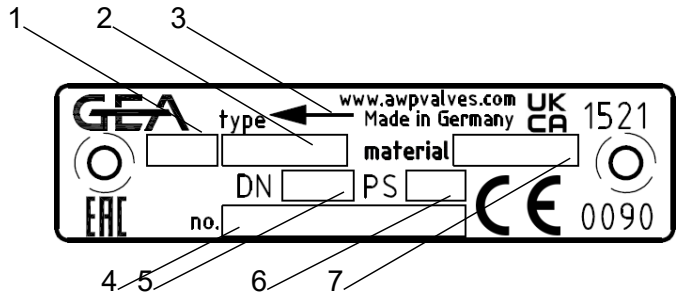 1 2 3
GEA type www.awpvalves.com UK CA 1521
Made in Germany
material
DN PS CE
EAC no. 0090
4 5 6 7